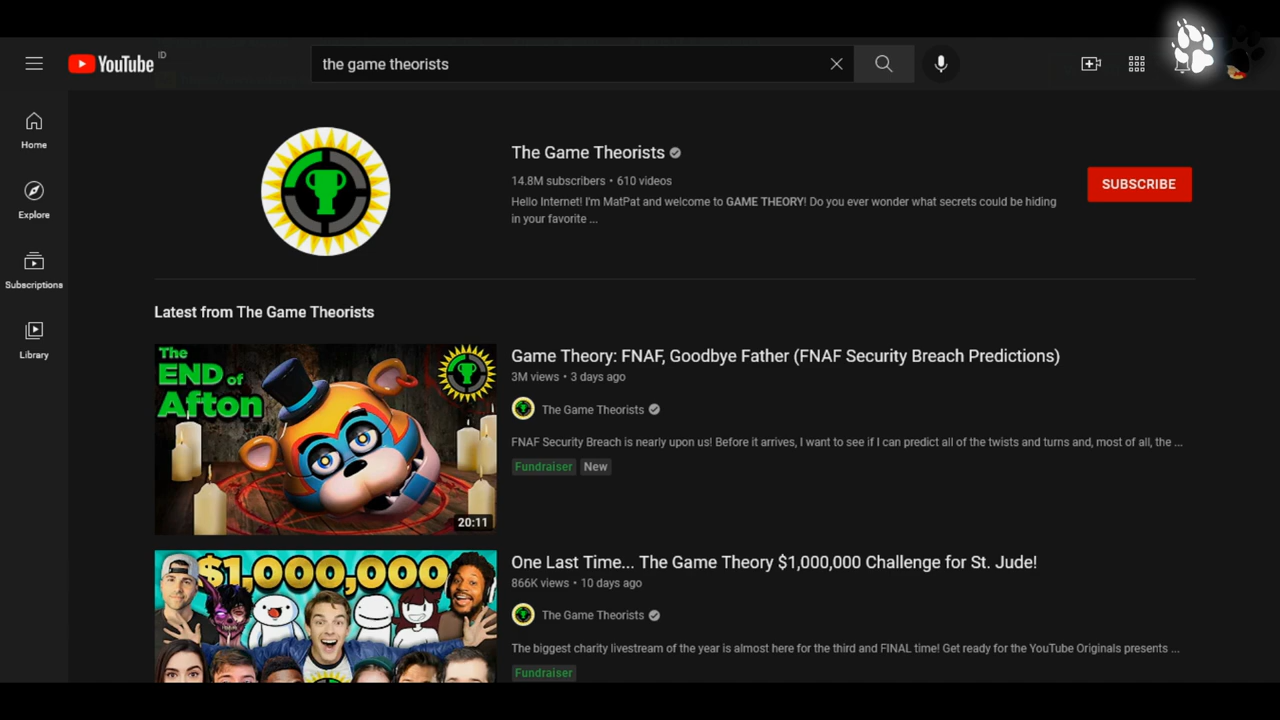 YouTube ID
the game theorists
Home
Explore
Subscriptions
Library
The Game Theorists
14.8M subscribers • 610 videos
Hello Internet! I'm MatPat and welcome to GAME THEORY! Do you ever wonder what secrets could be hiding
in your favorite ...
SUBSCRIBE
Latest from The Game Theorists
The
END of
Afton
20:11
Game Theory: FNAF, Goodbye Father (FNAF Security Breach Predictions)
3M views • 3 days ago
The Game Theorists
FNAF Security Breach is nearly upon us! Before it arrives, I want to see if I can predict all of the twists and turns and, most of all, the ...
Fundraiser New
$1,000,000
One Last Time... The Game Theory $1,000,000 Challenge for St. Jude!
866K views • 10 days ago
The Game Theorists
The biggest charity livestream of the year is almost here for the third and FINAL time! Get ready for the YouTube Originals presents ...
Fundraiser